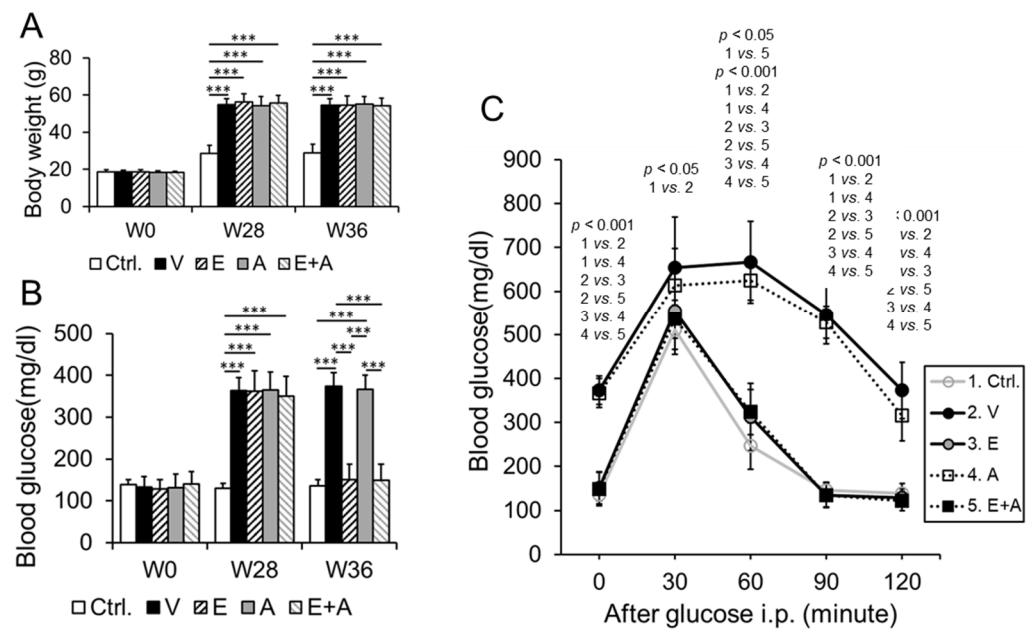 A
Body weight (g)
80
60
40
20
0
***
***
***
***
***
***
***
***
W0
W28
W36
Ctrl. V E A E+A
B
Blood glucose(mg/dl)
500
400
300
200
100
0
***
***
***
***
***
***
***
***
***
***
W0
W28
W36
Ctrl. V E A E+A
C
Blood glucose(mg/dl)
900
800
700
600
500
400
300
200
100
0
p < 0.001
1 vs. 2
1 vs. 4
2 vs. 3
2 vs. 5
3 vs. 4
4 vs. 5
p < 0.05
1 vs. 2
p < 0.05
1 vs. 5
p < 0.001
1 vs. 2
1 vs. 4
2 vs. 3
2 vs. 5
3 vs. 4
4 vs. 5
p < 0.001
1 vs. 2
1 vs. 4
2 vs. 3
2 vs. 5
3 vs. 4
4 vs. 5
0.001
vs. 2
vs. 4
vs. 3
vs. 5
3 vs. 4
4 vs. 5
1. Ctrl.
2. V
3. E
4. A
5. E+A
0
30
60
90
120
After glucose i.p. (minute)